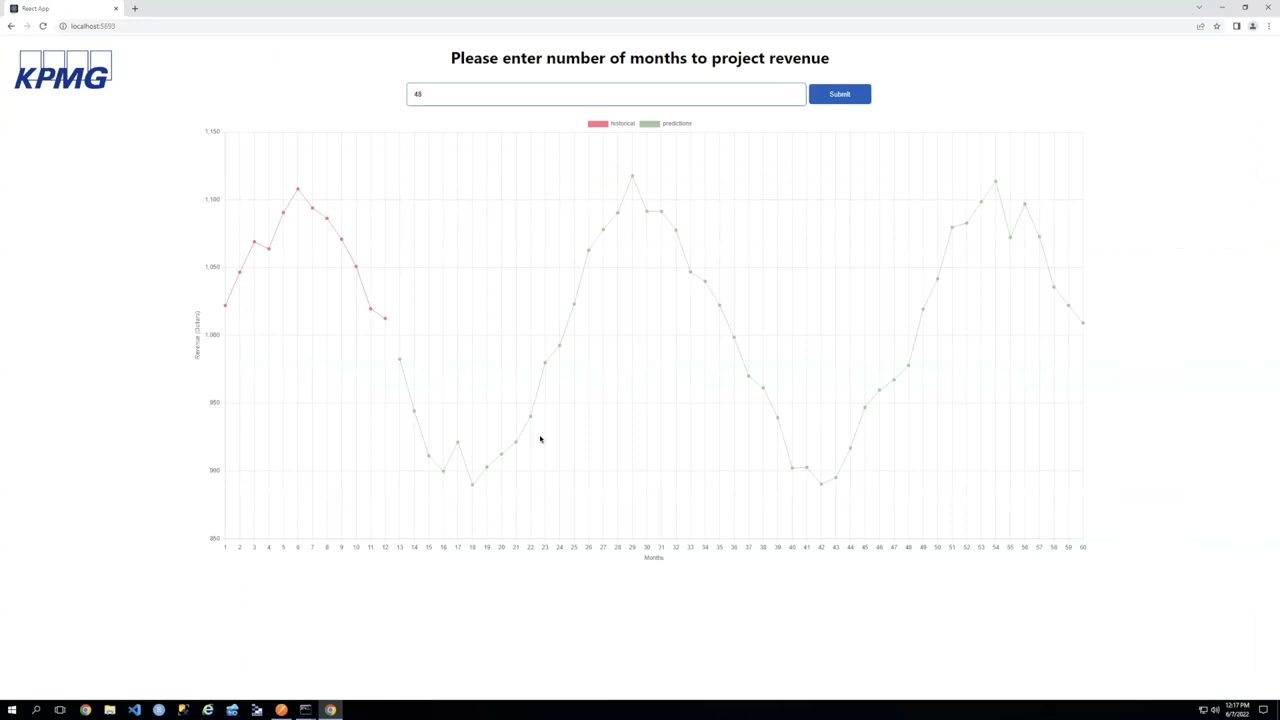 React App
localhost:5693
KPMG
Please enter number of months to project revenue
48
Submit
historical
predictions
1,150
1,100
1,050
1,000
950
900
850
Revenue (Dollars)
1 2 3 4 5 6 7 8 9 10 11 12 13 14 15 16 17 18 19 20 21 22 23 24 25 26 27 28 29 30 31 32 33 34 35 36 37 38 39 40 41 42 43 44 45 46 47 48 49 50 51 52 53 54 55 56 57 58 59 60
Months
12:17 PM
6/7/2022